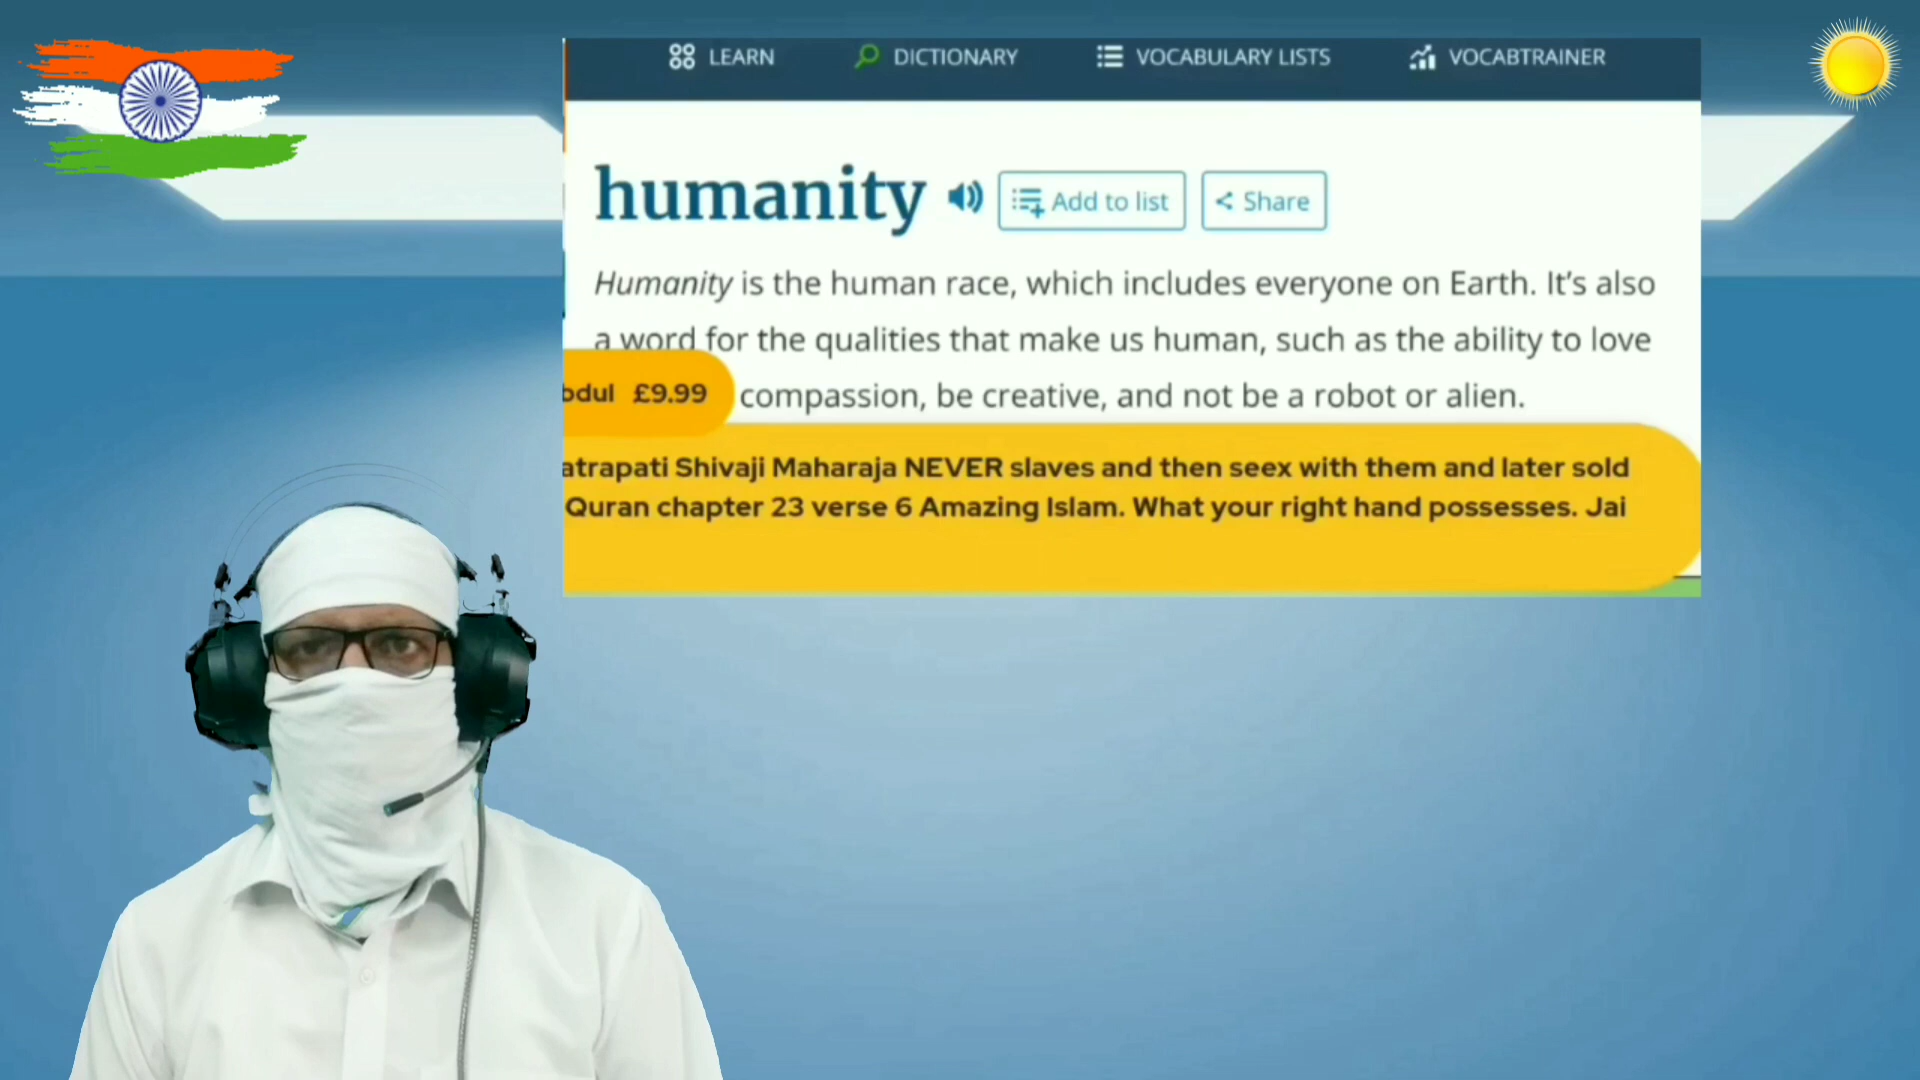 LEARN DICTIONARY VOCABULARY LISTS VOCABTRAINER
humanity Add to list Share
Humanity is the human race, which includes everyone on Earth. It's also
a word for the qualities that make us human, such as the ability to love
£9.99 compassion, be creative, and not be a robot or alien.
Shivaji Maharaja NEVER slaves and then seex with them and later sold
Quran chapter 23 verse 6 Amazing Islam. What your right hand possesses. Jai